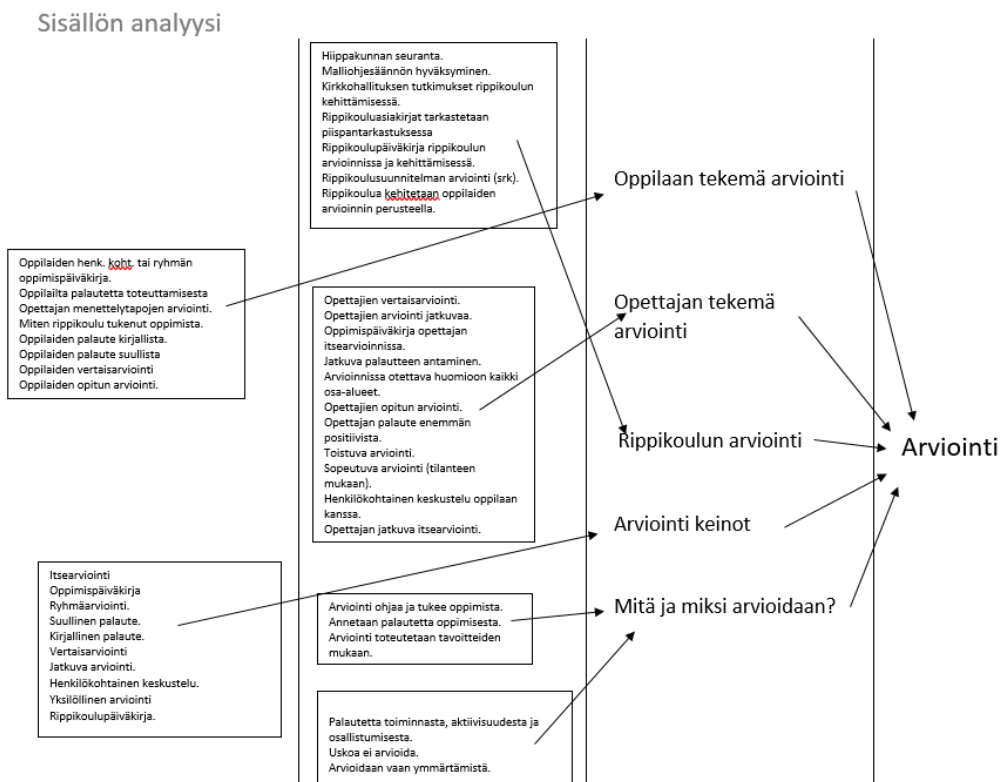 Sisällön analyysi
Hiippakunnan seuranta.
Malliohjesäännön hyväksyminen.
Kirkkohallituksen tutkimukset rippikoulun
kehittämisessä.
Rippikouluasiakirjat tarkastetaan
piispantarkastuksessa
Rippikoulupäiväkirja rippikoulun
arvioinnissa ja kehittämisessä.
Rippikoulusuunnitelman arviointi (srk).
Rippikoulua kehitetaan oppilaiden
arvioinnin perusteella.
Oppilaiden henk. koht. tai ryhmän
oppimispäiväkirja.
Oppilailta palautetta toteuttamisesta
Opettajan menettelytapojen arviointi.
Miten rippikoulu tukenut oppimista.
Oppilaiden palaute kirjallista.
Oppilaiden palaute suullista
Oppilaiden vertaisarviointi
Oppilaiden opitun arviointi.
Opettajien vertaisarviointi.
Opettajien arviointi jatkuvaa.
Oppimispäiväkirja opettajan
itsearvioinnissa.
Jatkuva palautteen antaminen.
Arvioinnissa otettava huomioon kaikki
osa-alueet.
Opettajien opitun arviointi.
Opettajan palaute enemmän
positiivista.
Toistuva arviointi.
Sopeutuva arviointi (tilanteen
mukaan).
Henkilökohtainen keskustelu oppilaan
kanssa.
Opettajan jatkuva itsearviointi.
Itsearviointi
Oppimispäiväkirja
Ryhmäarviointi.
Suullinen palaute.
Kirjallinen palaute.
Vertaisarviointi
Jatkuva arviointi.
Henkilökohtainen keskustelu.
Yksilöllinen arviointi
Rippikoulupäiväkirja.
Arviointi ohjaa ja tukee oppimista.
Annetaan palautetta oppimisesta.
Arviointi toteutetaan tavoitteiden
mukaan.
Palautetta toiminnasta, aktiivisuudesta ja
osallistumisesta.
Uskoa ei arvioida.
Arvioidaan vaan ymmärtämistä.
Oppilaan tekemä arviointi
Opettajan tekemä
arviointi
Rippikoulun arviointi
Arviointi keinot
Mitä ja miksi arvioidaan?
Arviointi